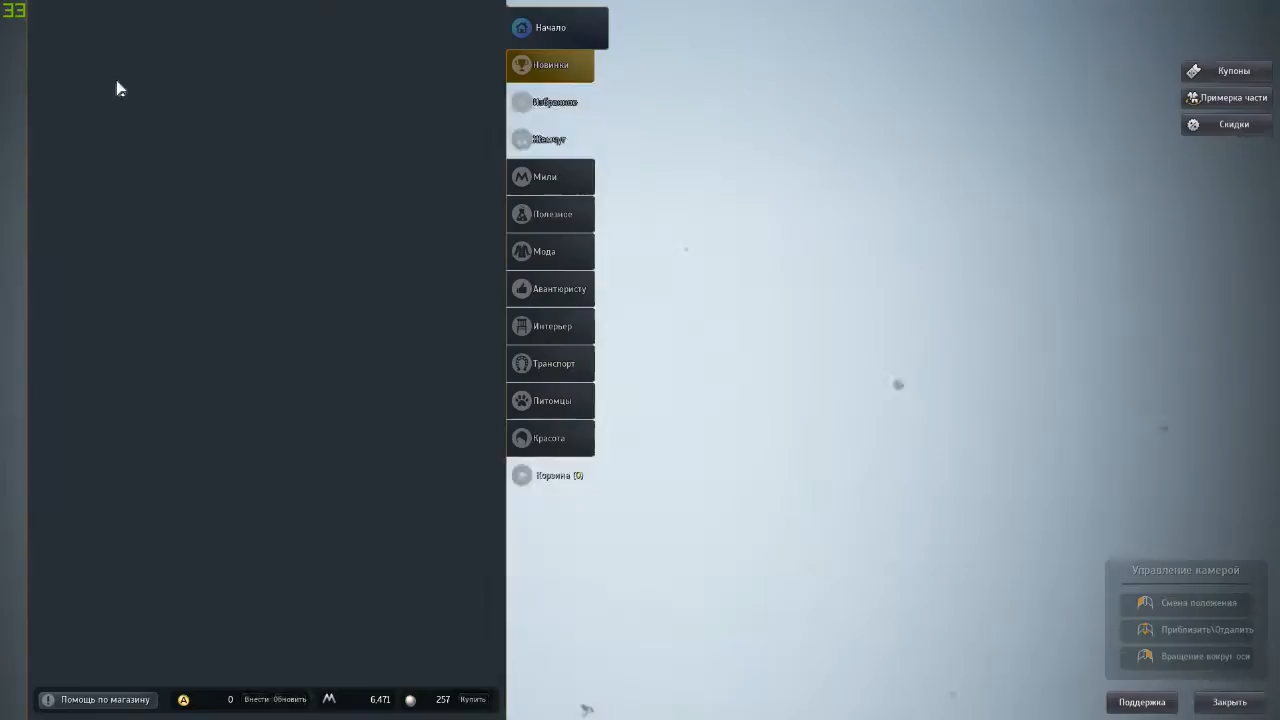 33
Начало
Новинки
Избранное
Жемчуг
Мили
Полезное
Мода
Авантюристу
Интерьер
Транспорт
Питомцы
Красота
Корзина (0)
Купоны
Примерка части
Скидки
Управление камерой
Смена положения
Приблизить\Отдалить
Вращение вокруг оси
Помощь по магазину
0
Внести Обновить
6,471
257
Купить
Поддержка
Закрыть